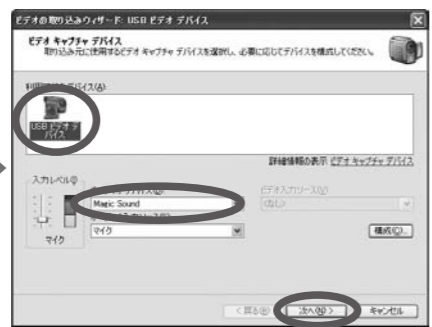 ビデオの取り込みウィザード: USB ビデオ デバイス
ビデオ キャプチャ デバイス
取り込み元に使用するビデオ キャプチャ デバイスを選択し、必要に応じてデバイスを構成してください。
USB ビデオ デ
バイス
詳細情報の表示 ビデオ キャプチャ デバイス
入力レベル(I)
ビデオ入力ソース(V)
Magic Sound
(なし)
マイク
構成(C)...
マイク
< 戻る(B)
次へ(N) >
キャンセル